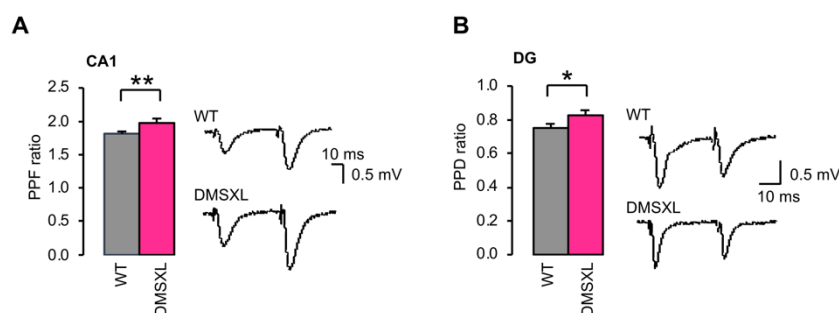 A
CA1
**
PPF ratio
2.5
2.0
1.5
1.0
0.5
0.0
WT
DMSXL
WT
10 ms
0.5 mV
DMSXL
B
DG
*
PPD ratio
1.0
0.8
0.6
0.4
0.2
0.0
WT
DMSXL
WT
0.5 mV
10 ms
DMSXL